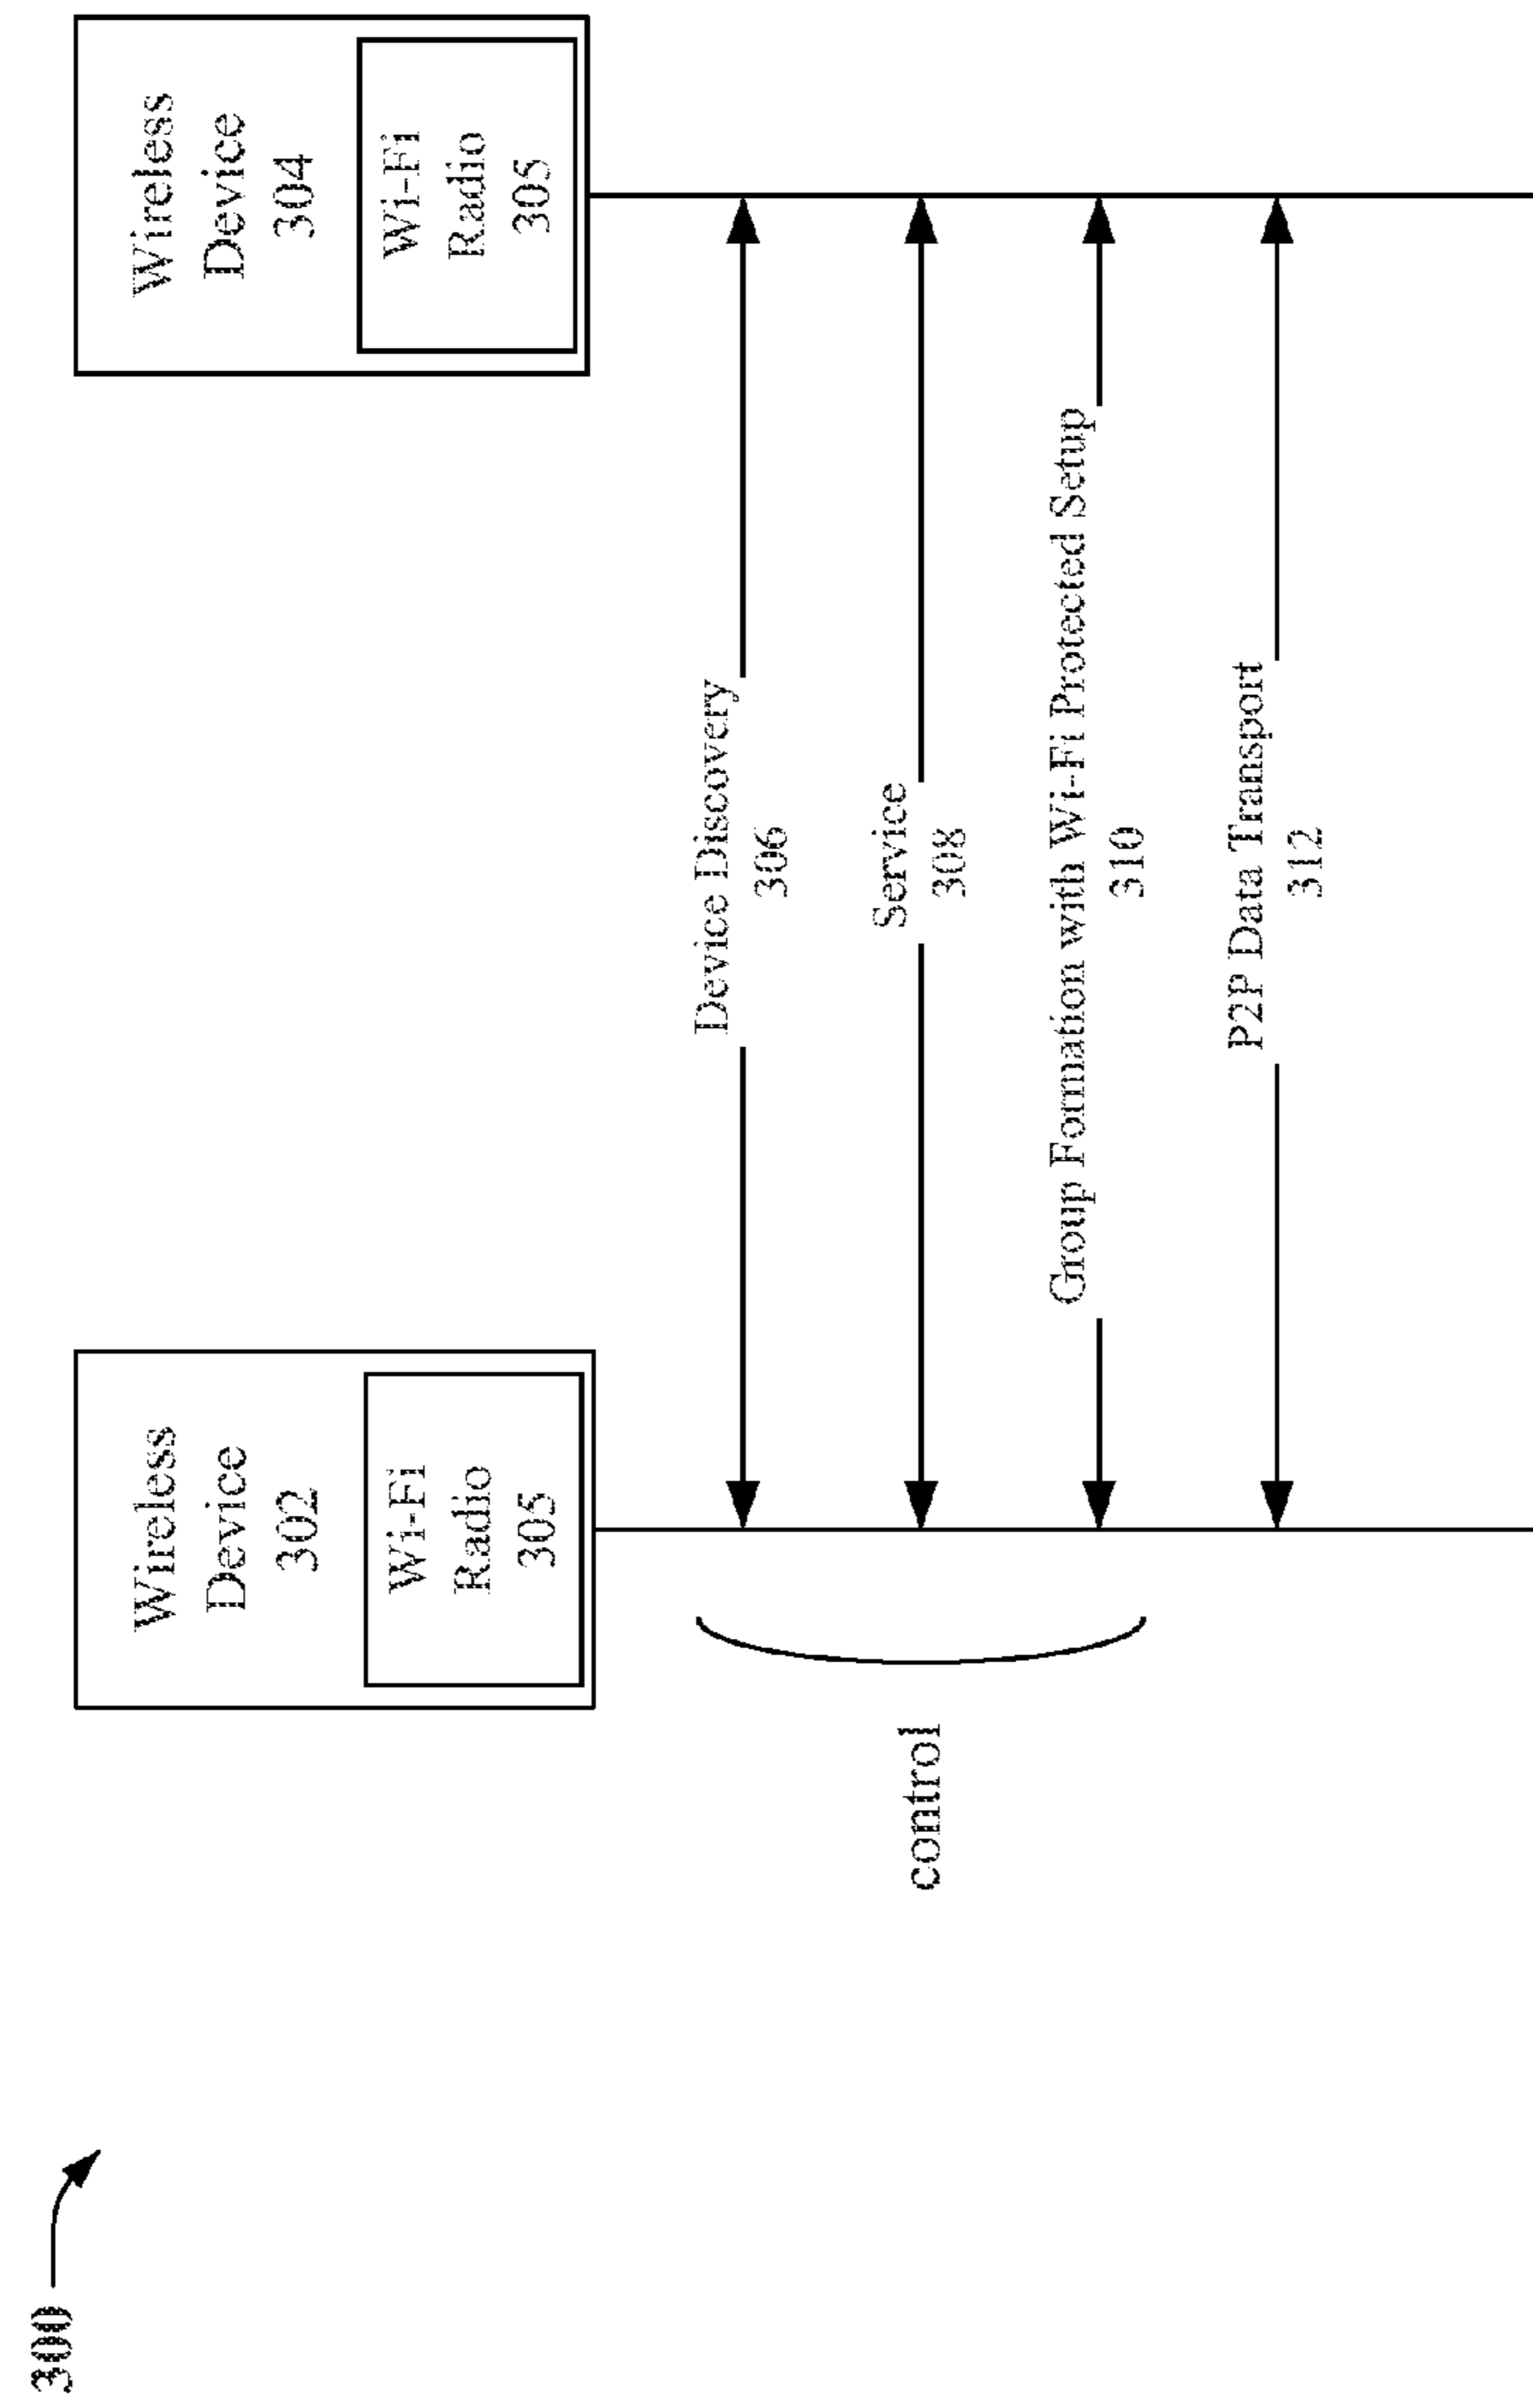 300
Wireless
Device
302
Wi-Fi
Radio
305
Wireless
Device
304
Wi-Fi
Radio
305
control
Device Discovery
306
Service
308
Group Formation with Wi-Fi Protected Setup
310
P2P Data Transport
312